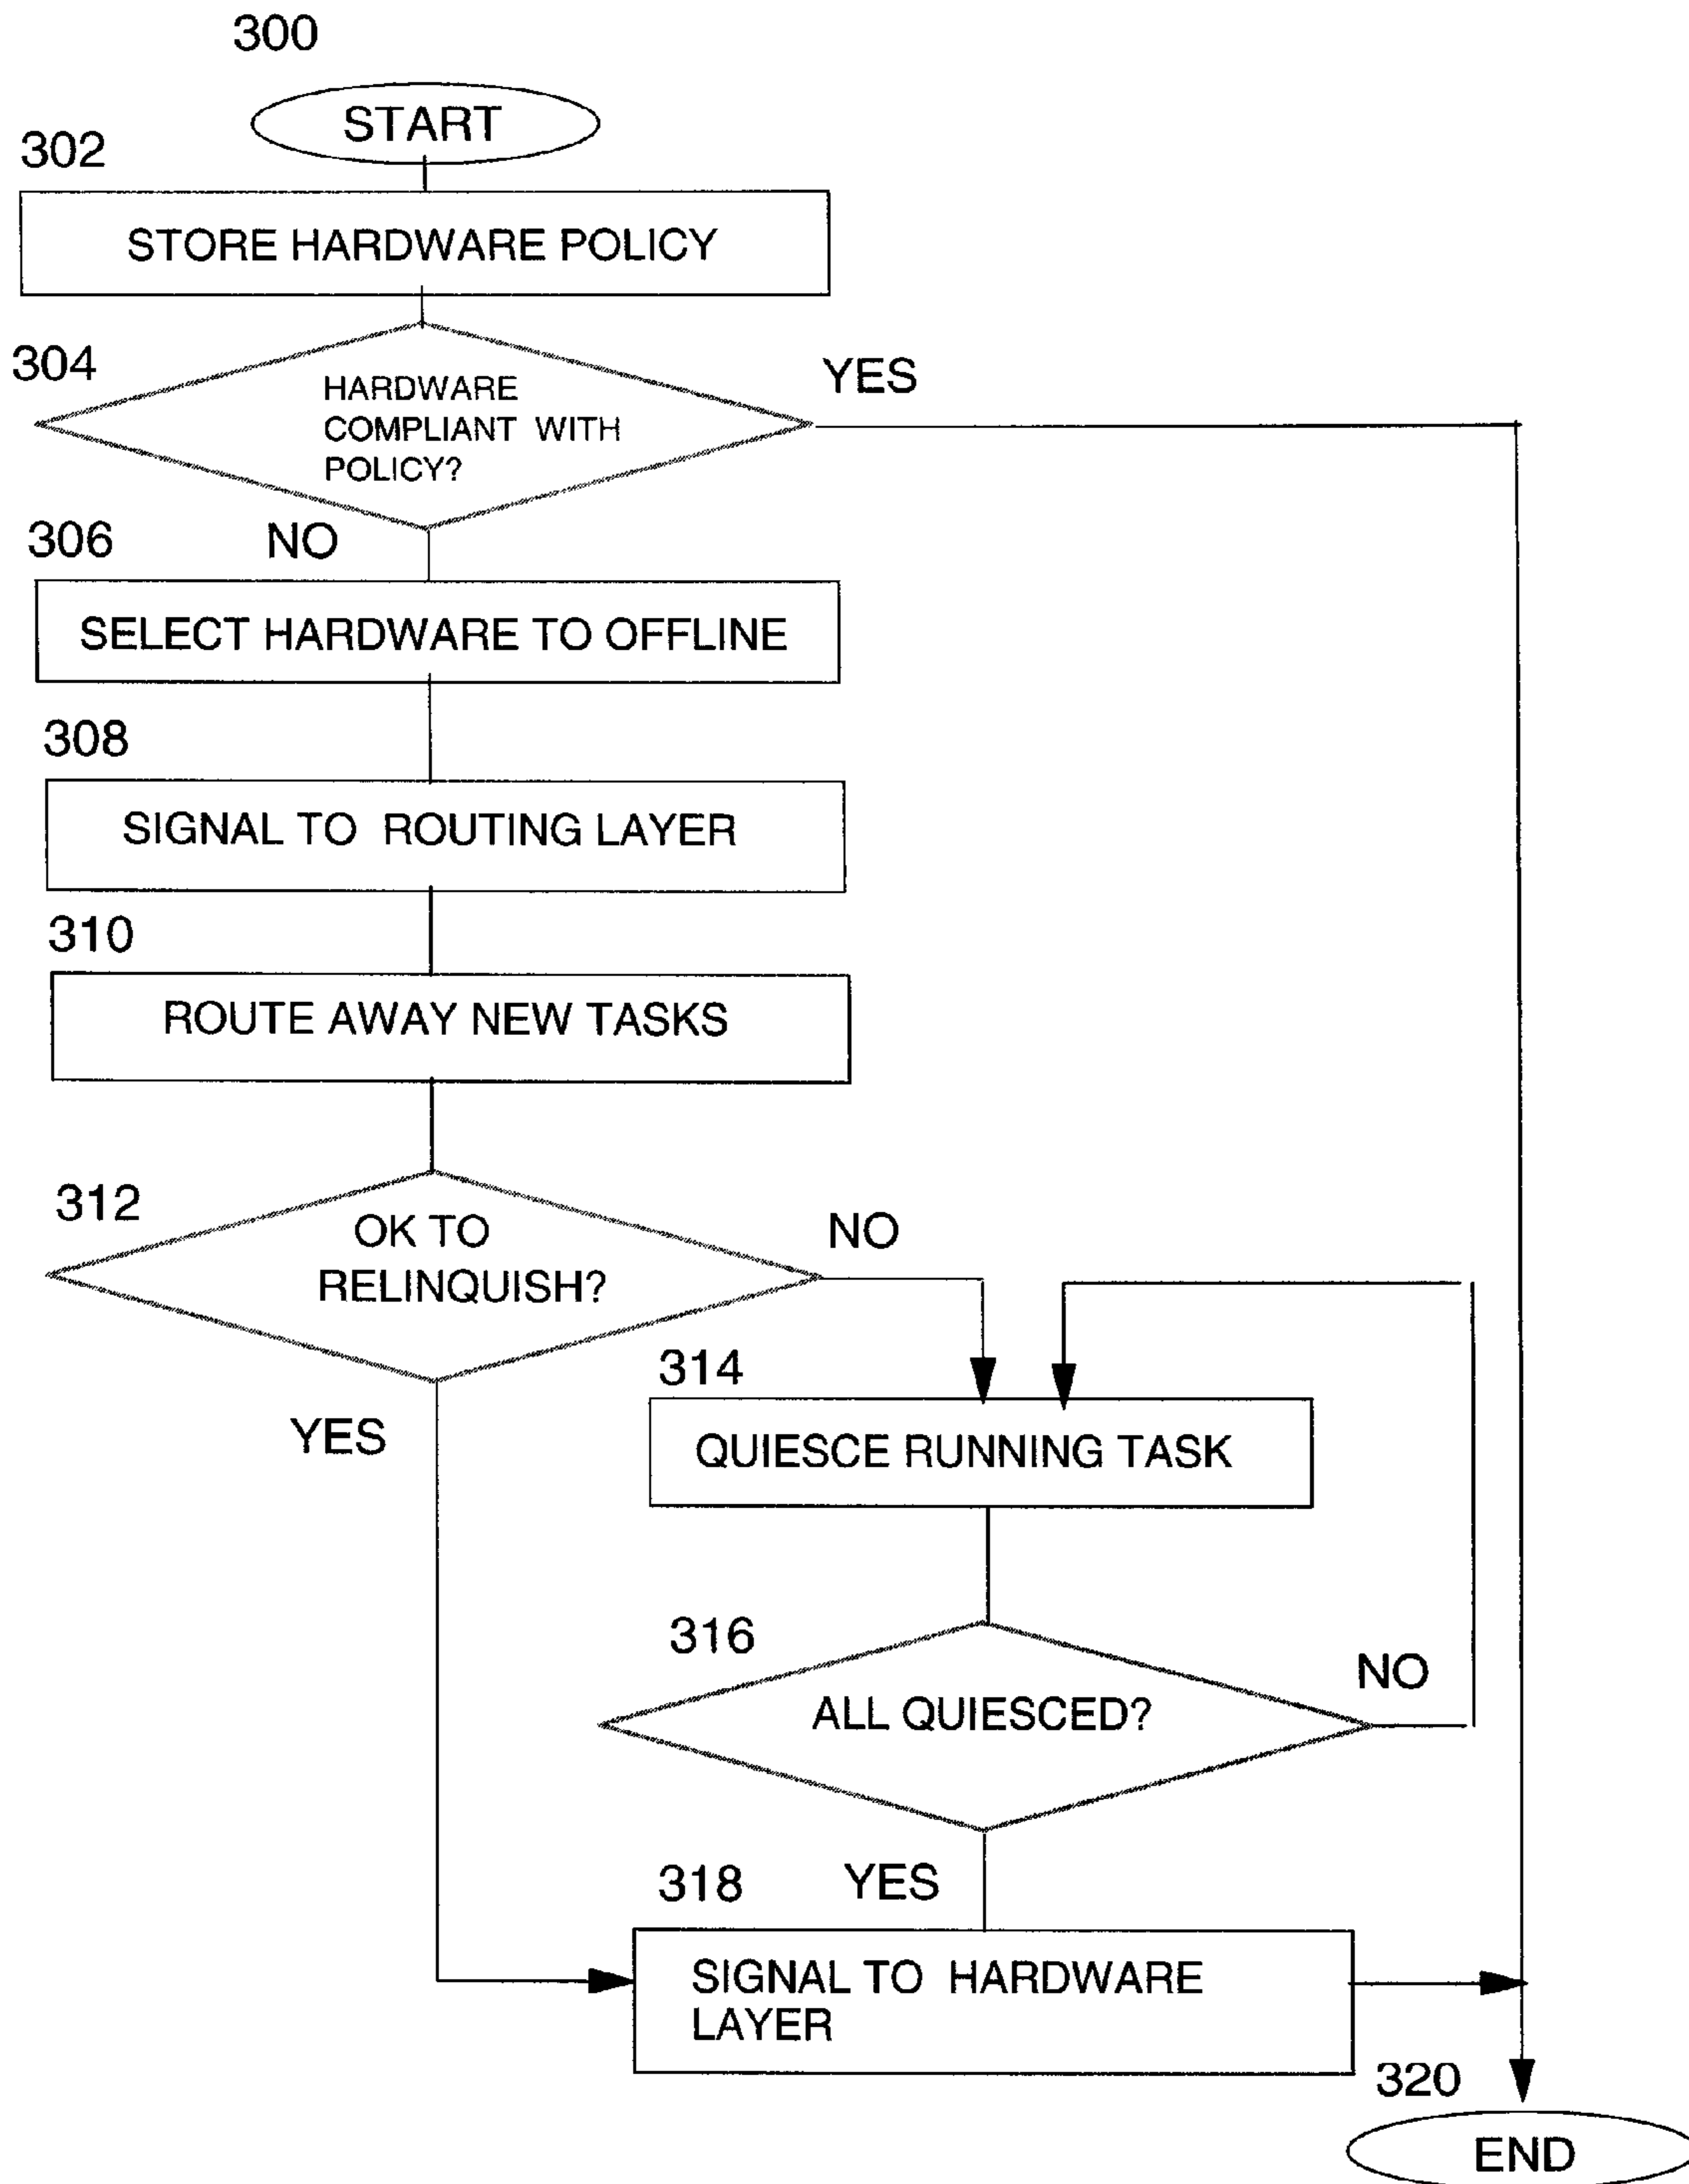 300
START
302
STORE HARDWARE POLICY
304
HARDWARE
COMPLIANT WITH
POLICY?
YES
306
NO
SELECT HARDWARE TO OFFLINE
308
SIGNAL TO ROUTING LAYER
310
ROUTE AWAY NEW TASKS
312
OK TO
RELINQUISH?
NO
YES
314
QUIESCE RUNNING TASK
316
ALL QUIESCED?
NO
318
YES
SIGNAL TO HARDWARE
LAYER
320
END